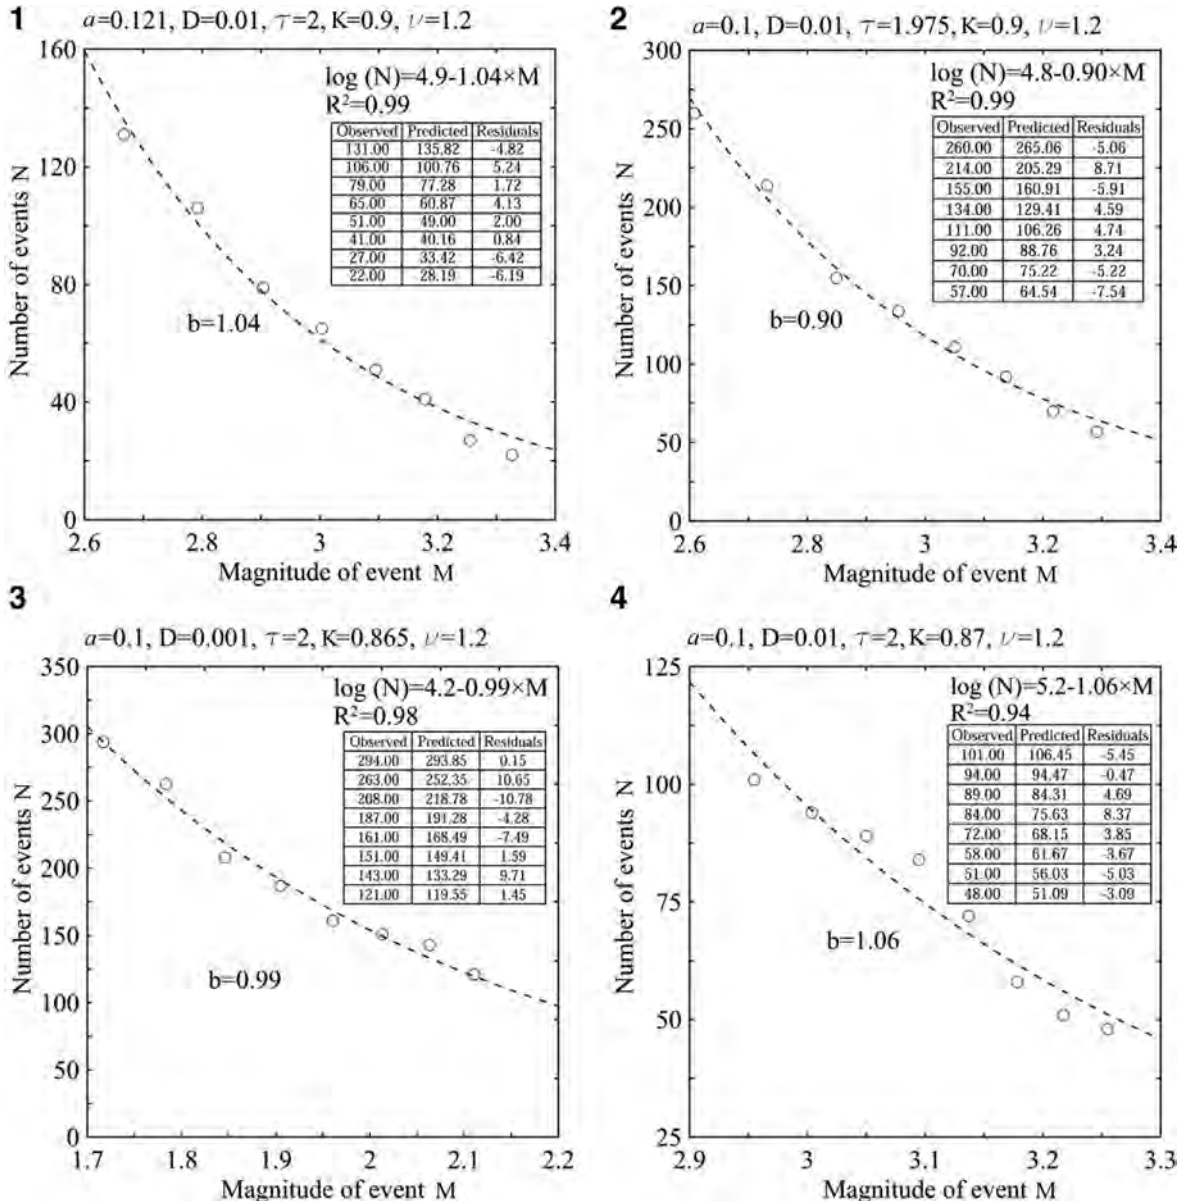 1
a=0.121, D=0.01, τ=2, K=0.9, ν=1.2
160
120
80
40
0
2.6 2.8 3 3.2 3.4
Number of events N
Magnitude of event M
log (N)=4.9-1.04×M
R²=0.99
Observed Predicted Residuals
131.00 135.82 -4.82
106.00 100.76 5.24
79.00 77.28 1.72
65.00 60.87 4.13
51.00 49.00 2.00
41.00 40.16 0.84
27.00 33.42 -6.42
22.00 28.19 -6.19
b=1.04
2
a=0.1, D=0.01, τ=1.975, K=0.9, ν=1.2
300
250
200
150
100
50
0
2.6 2.8 3 3.2 3.4
Number of events N
Magnitude of event M
log (N)=4.8-0.90×M
R²=0.99
Observed Predicted Residuals
260.00 265.06 -5.06
214.00 205.29 8.71
155.00 160.91 -5.91
134.00 129.41 4.59
111.00 106.26 4.74
92.00 88.76 3.24
70.00 75.22 -5.22
57.00 64.54 -7.54
b=0.90
3
a=0.1, D=0.001, τ=2, K=0.865, ν=1.2
350
300
250
200
150
100
50
0
1.7 1.8 1.9 2 2.1 2.2
Number of events N
Magnitude of event M
log (N)=4.2-0.99×M
R²=0.98
Observed Predicted Residuals
294.00 293.85 0.15
263.00 252.35 10.65
208.00 218.78 -10.78
187.00 191.28 -4.28
161.00 168.49 -7.49
151.00 149.41 1.59
143.00 133.29 9.71
121.00 119.55 1.45
b=0.99
4
a=0.1, D=0.01, τ=2, K=0.87, ν=1.2
125
100
75
50
25
2.9 3 3.1 3.2 3.3
Number of events N
Magnitude of event M
log (N)=5.2-1.06×M
R²=0.94
Observed Predicted Residuals
101.00 106.45 -5.45
94.00 94.47 -0.47
89.00 84.31 4.69
84.00 75.63 8.37
72.00 68.15 3.85
58.00 61.67 -3.67
51.00 56.03 -5.03
48.00 51.09 -3.09
b=1.06